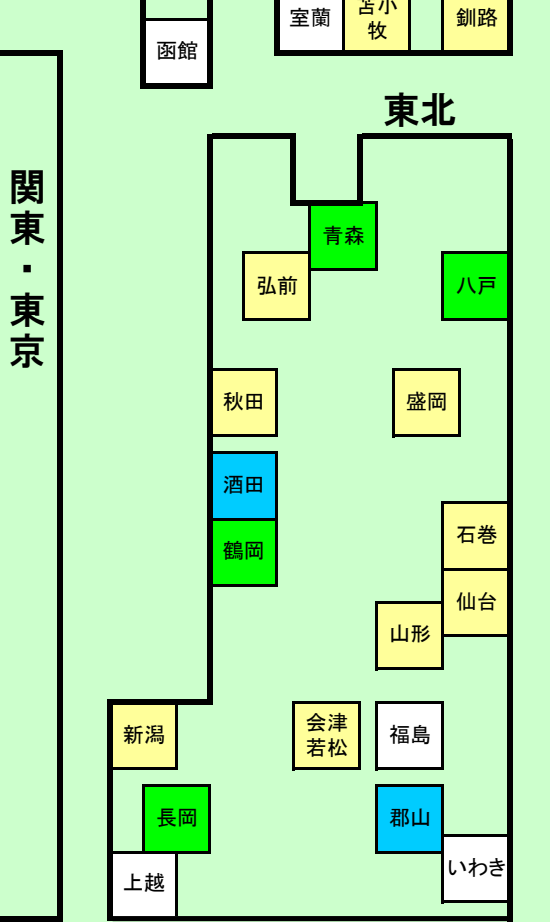 室蘭
苫小
牧
釧路
函館
東北
関東・東京
青森
弘前
八戸
秋田
盛岡
酒田
石巻
鶴岡
仙台
山形
新潟
会津
若松
福島
長岡
郡山
いわき
上越